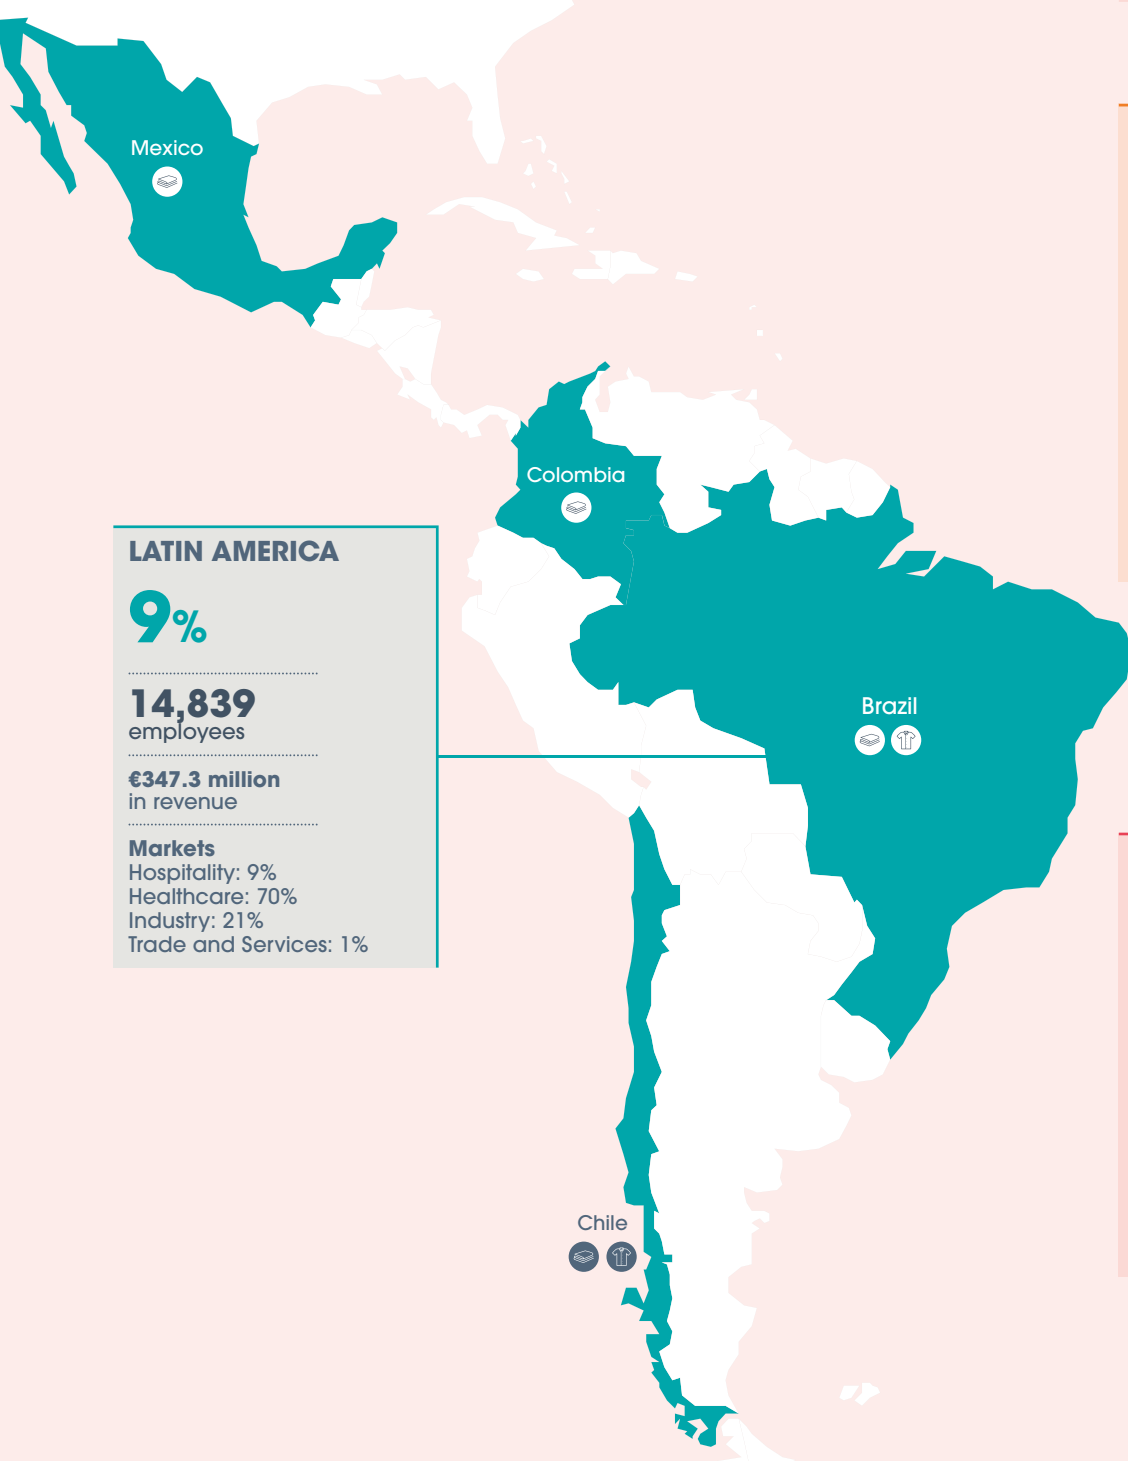 Mexico
Colombia
LATIN AMERICA
9%
14,839
employees
€347.3 million
in revenue
Markets
Hospitality: 9%
Healthcare: 70%
Industry: 21%
Trade and Services: 1%
Brazil
Chile